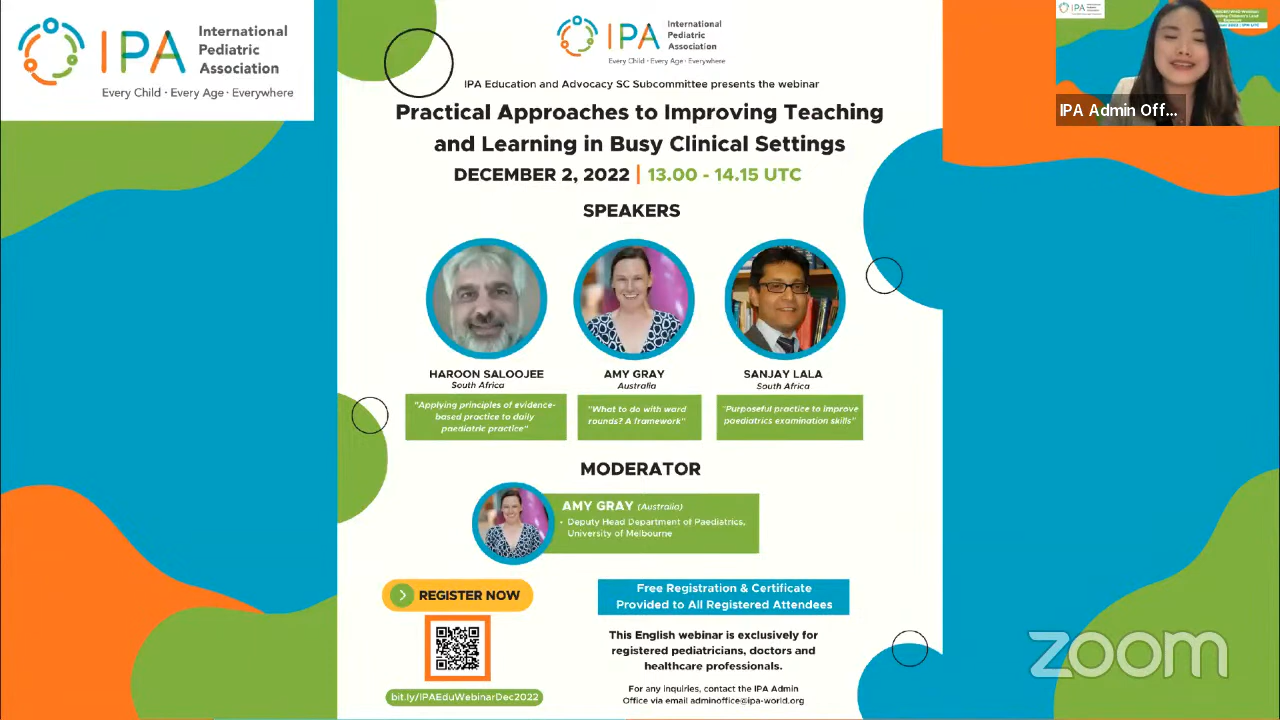 IPA
International
Pediatric
Association
Every Child · Every Age · Everywhere
IPA
International
Pediatric
Association
Every Child · Every Age · Everywhere
IPA Education and Advocacy SC Subcommittee presents the webinar
Practical Approaches to Improving Teaching
and Learning in Busy Clinical Settings
DECEMBER 2, 2022 | 13.00 - 14.15 UTC
SPEAKERS
HAROON SALOOJEE
South Africa
"Applying principles of evidence-
based practice to daily
paediatric practice"
AMY GRAY
Australia
"What to do with ward
rounds? A framework"
SANJAY LALA
South Africa
"Purposeful practice to improve
paediatrics examination skills"
MODERATOR
AMY GRAY (Australia)
• Deputy Head Department of Paediatrics,
University of Melbourne
REGISTER NOW
bit.ly/IPAEduWebinarDec2022
Free Registration & Certificate
Provided to All Registered Attendees
This English webinar is exclusively for
registered pediatricians, doctors and
healthcare professionals.
For any inquiries, contact the IPA Admin
Office via email adminoffice@ipa-world.org
IPA
IPA Admin Off...
zoom